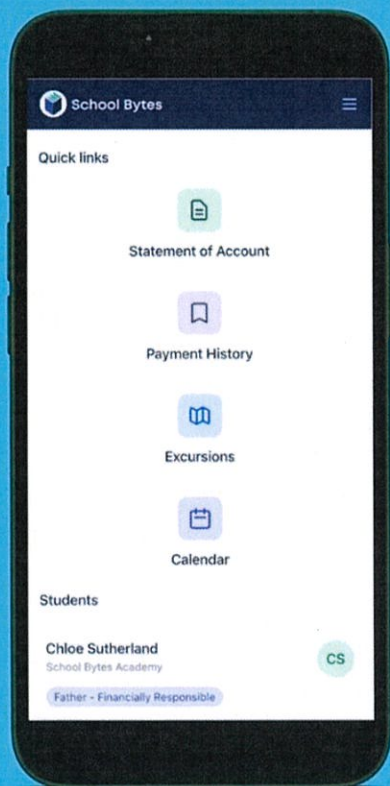 School Bytes
Quick links
Statement of Account
Payment History
Excursions
Calendar
Students
Chloe Sutherland
CS
School Bytes Academy
Father - Financially Responsible